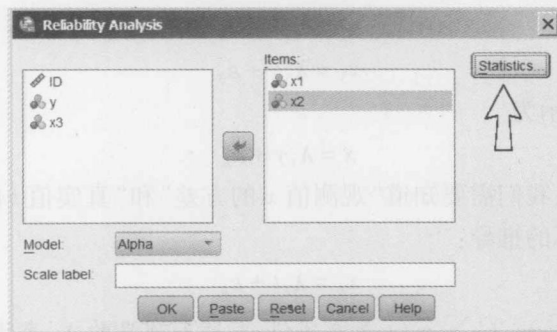 Reliability Analysis
Items:
Statistics...
ID
y
x3
x1
x2
Model:
Alpha
Scale label:
OK
Paste
Reset
Cancel
Help